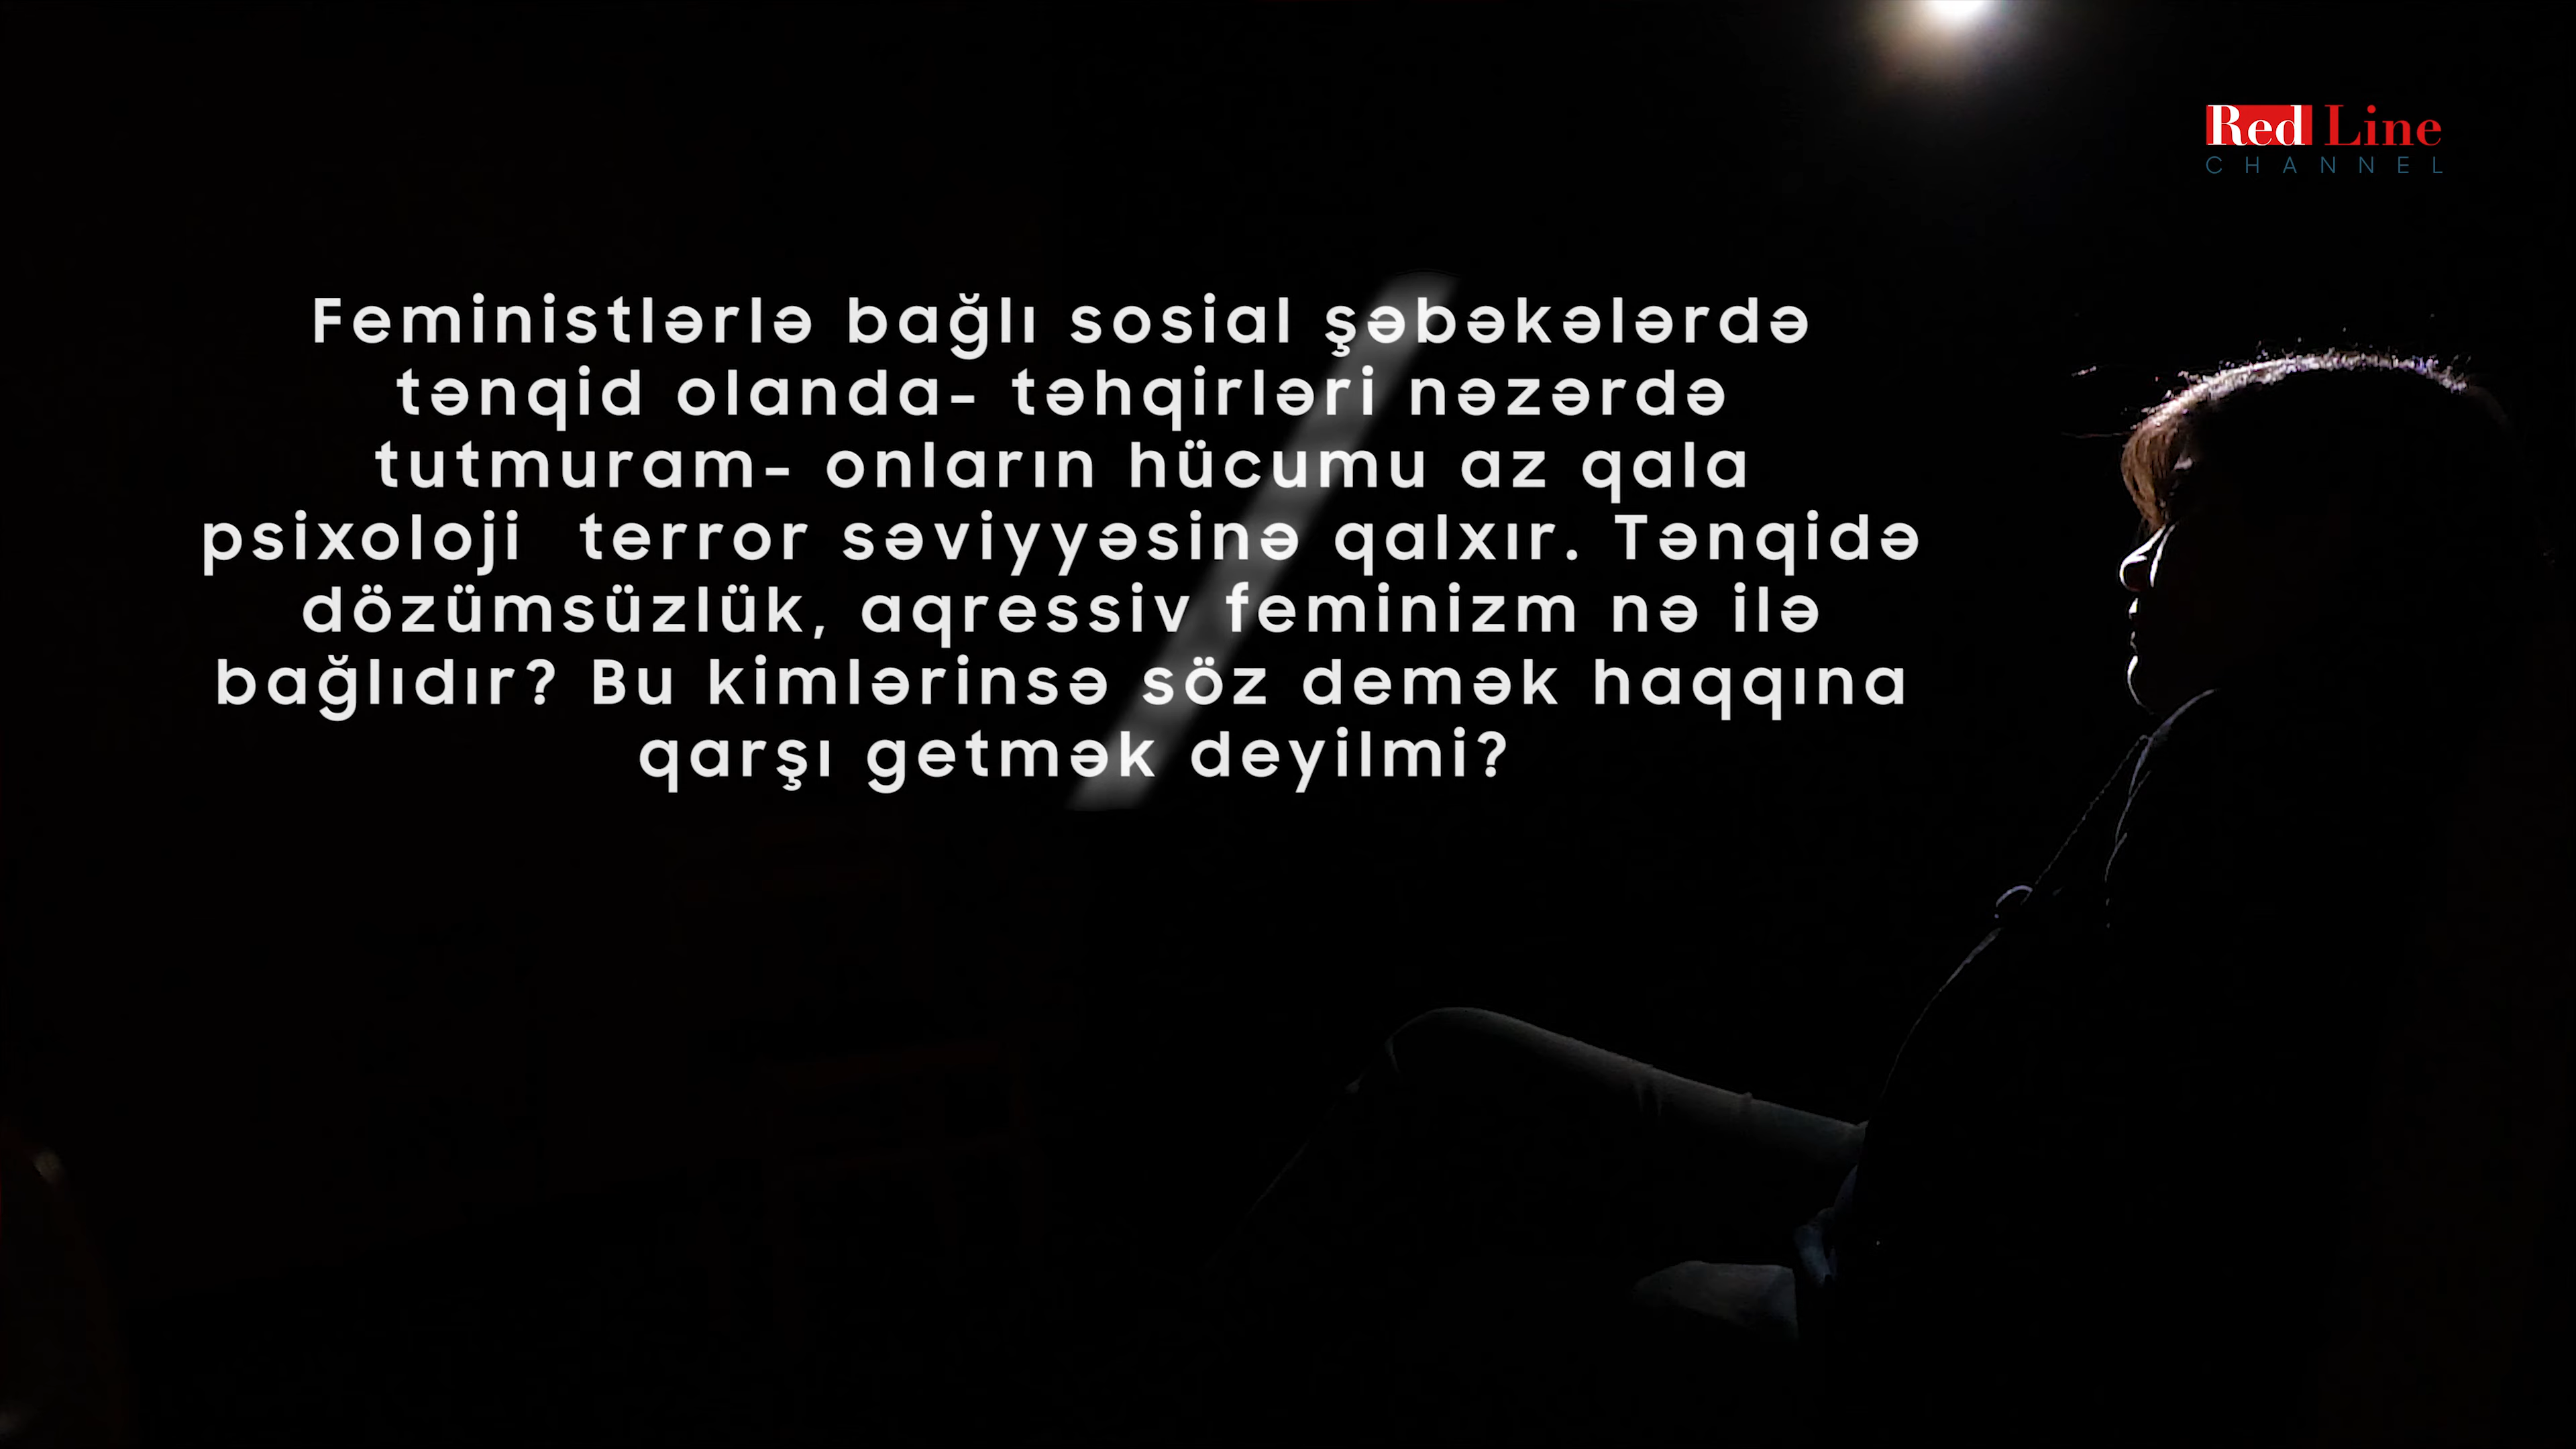 Red Line
CHANNEL
Feministlərlə bağlı sosial şəbəkələrdə
tənqid olanda- təhqirləri nəzərdə
tutmuram- onların hücumu az qala
psixoloji terror səviyyəsinə qalxır. Tənqidə
dözümsüzlük, aqressiv feminizm nə ilə
bağlıdır? Bu kimlərinsə söz demək haqqına
qarşı getmək deyilmi?